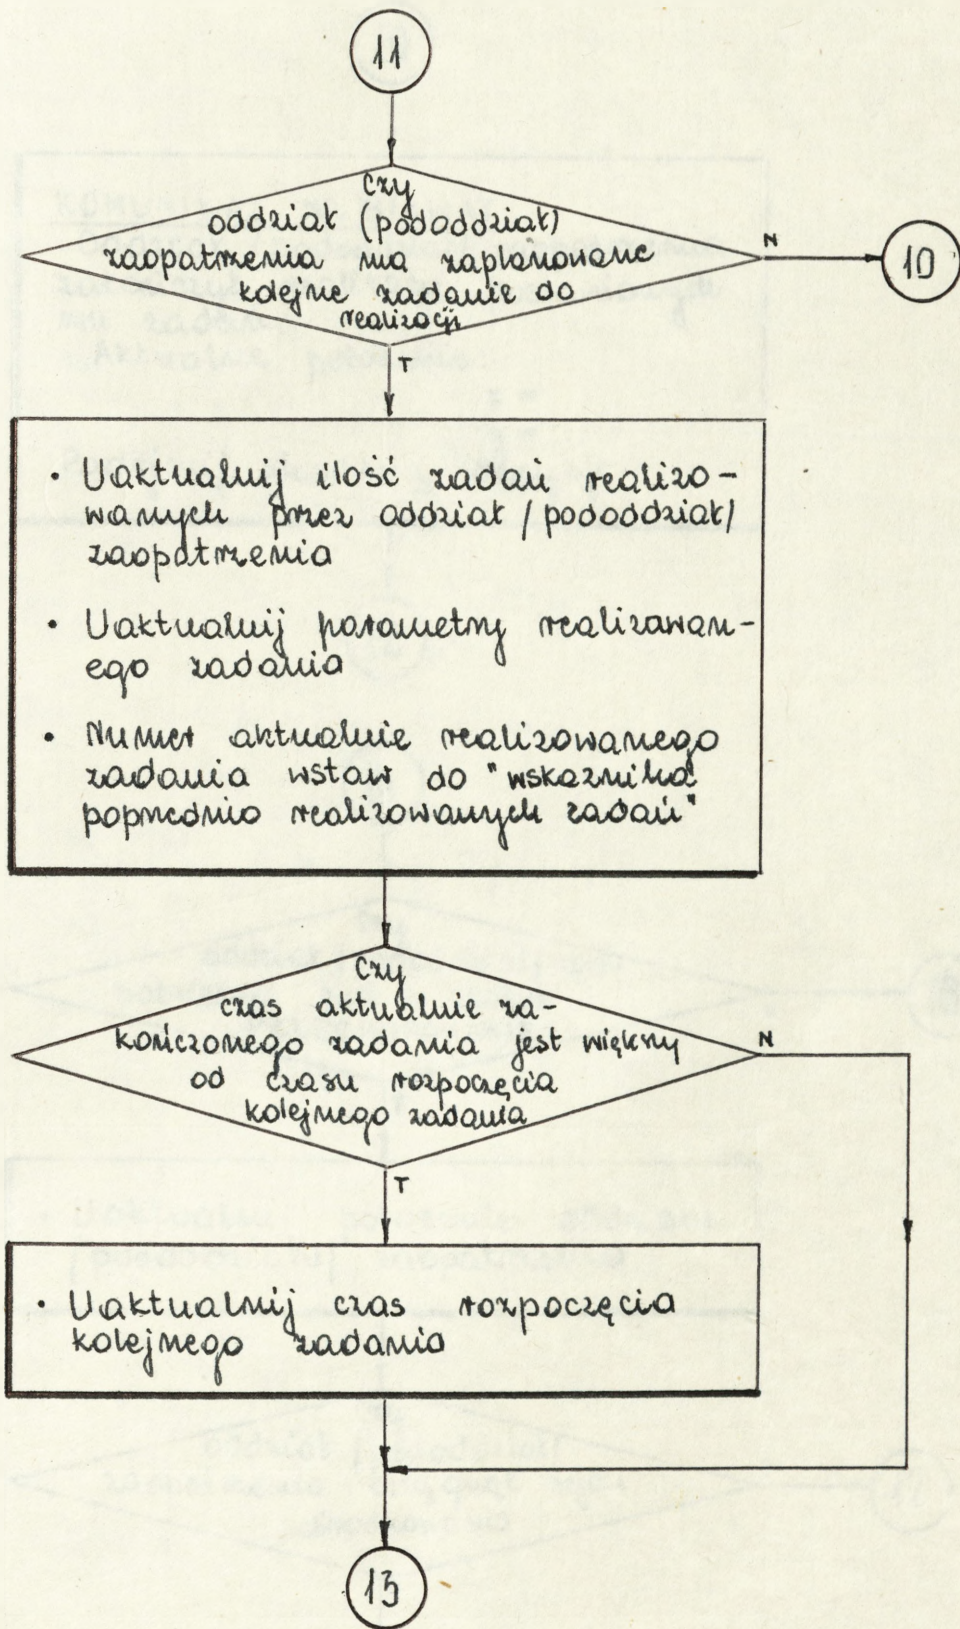 11
Czy
oddział (pododdział)
zaopatrzenia ma zaplanowane
kolejne zadanie do
realizacji
N
10
T
• Uaktualnij ilość zadań realizo-
wanych przez oddział /pododdział/
zaopatrzenia
• Uaktualnij parametry realizowan-
ego zadania
• Numer aktualnie realizowanego
zadania wstaw do "wskaźnika
poprzednio realizowanych zadań"
Czy
czas aktualnie za-
kończonego zadania jest większy
od czasu rozpoczęcia
kolejnego zadania
N
T
• Uaktualnij czas rozpoczęcia
kolejnego zadania
13